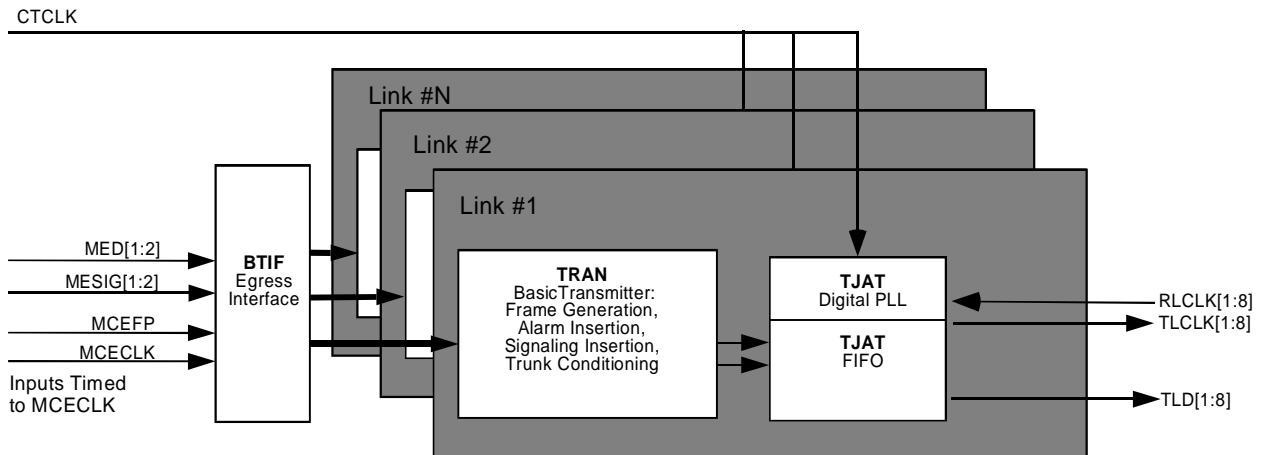 CTCLK
Link #N
Link #2
Link #1
MED[1:2]
MESIG[1:2]
MCEFP
MCECLK
Inputs Timed
to MCECLK
BTIF
Egress
Interface
TRAN
BasicTransmitter:
Frame Generation,
Alarm Insertion,
Signaling Insertion,
Trunk Conditioning
TJAT
Digital PLL
TJAT
FIFO
RLCLK[1:8]
TLCLK[1:8]
TLD[1:8]